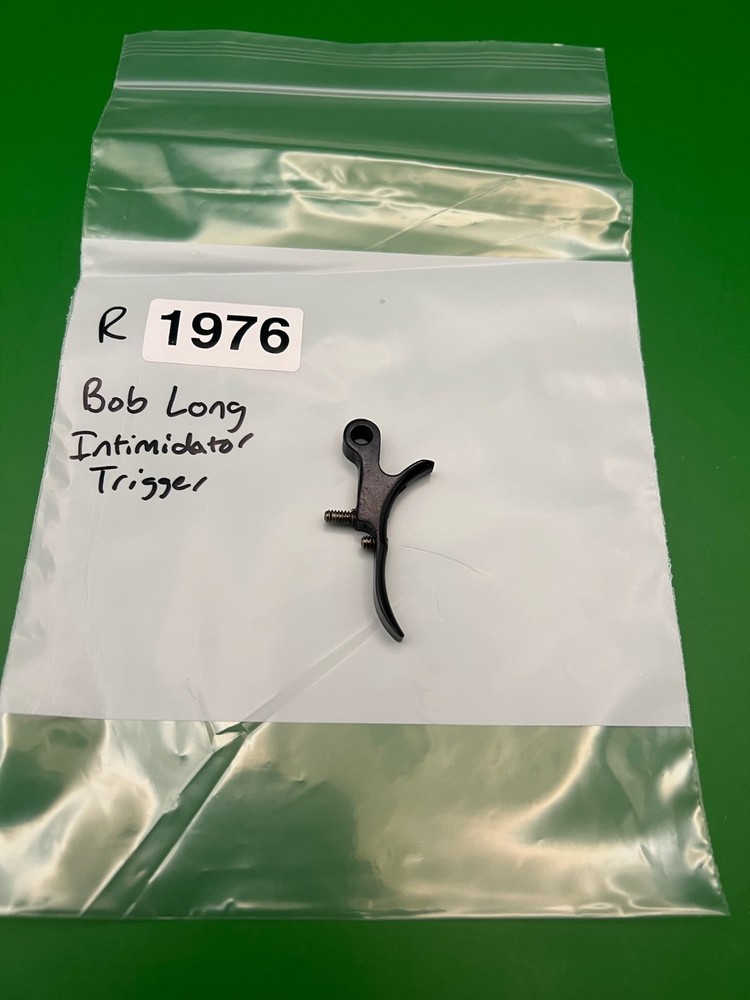 R 1976
Bob Long
Intimidator
Trigger